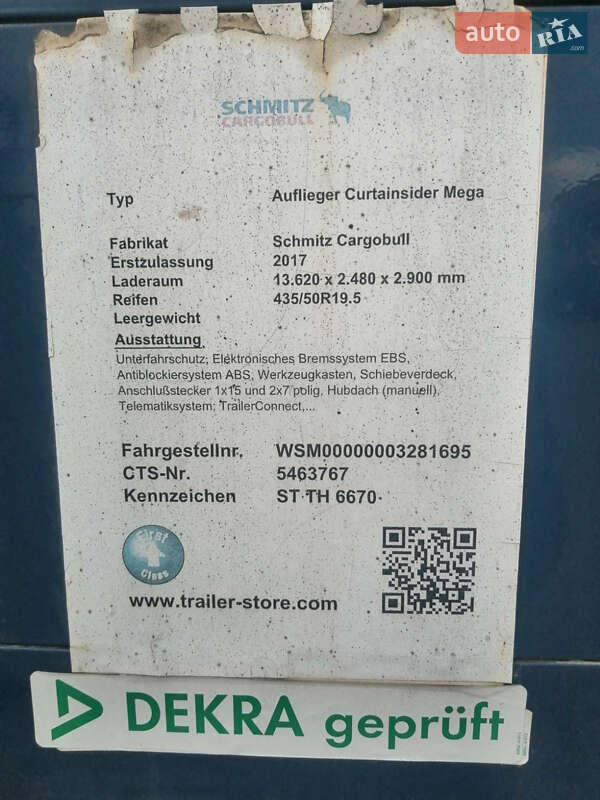 auto RIA.com
SCHMITZ
CARGOBULL
Typ Auflieger Curtainsider Mega
Fabrikat Schmitz Cargobull
Erstzulassung 2017
Laderaum 13.620 x 2.480 x 2.900 mm
Reifen 435/50R19.5
Leergewicht
Ausstattung
Unterfahrschutz, Elektronisches Bremssystem EBS,
Antiblockiersystem ABS, Werkzeugkasten, Schiebeverdeck,
Anschlußstecker 1x15 und 2x7 polig, Hubdach (manuell),
Telematiksystem: TrailerConnect,...
Fahrgestellnr. WSM00000003281695
CTS-Nr. 5463767
Kennzeichen ST TH 6670
First
Class
www.trailer-store.com
DEKRA geprüft